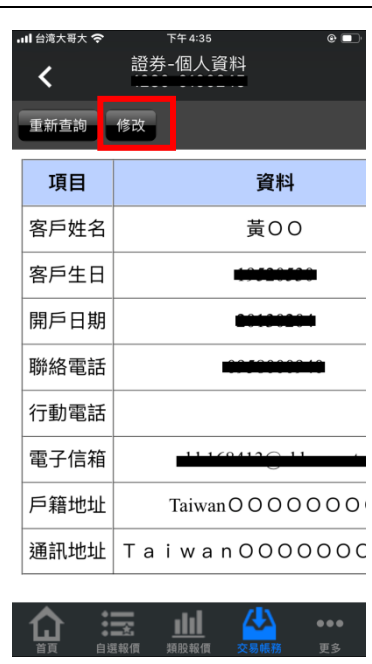 台灣大哥大 下午4:35
證券-個人資料
重新查詢 修改
項目 資料
客戶姓名 黃ＯＯ
客戶生日
開戶日期
聯絡電話
行動電話
電子信箱
戶籍地址 TaiwanＯＯＯＯＯＯＯ
通訊地址 ＴａｉｗａｎＯＯＯＯＯＯＯ
首頁 自選報價 類股報價 交易帳務 更多